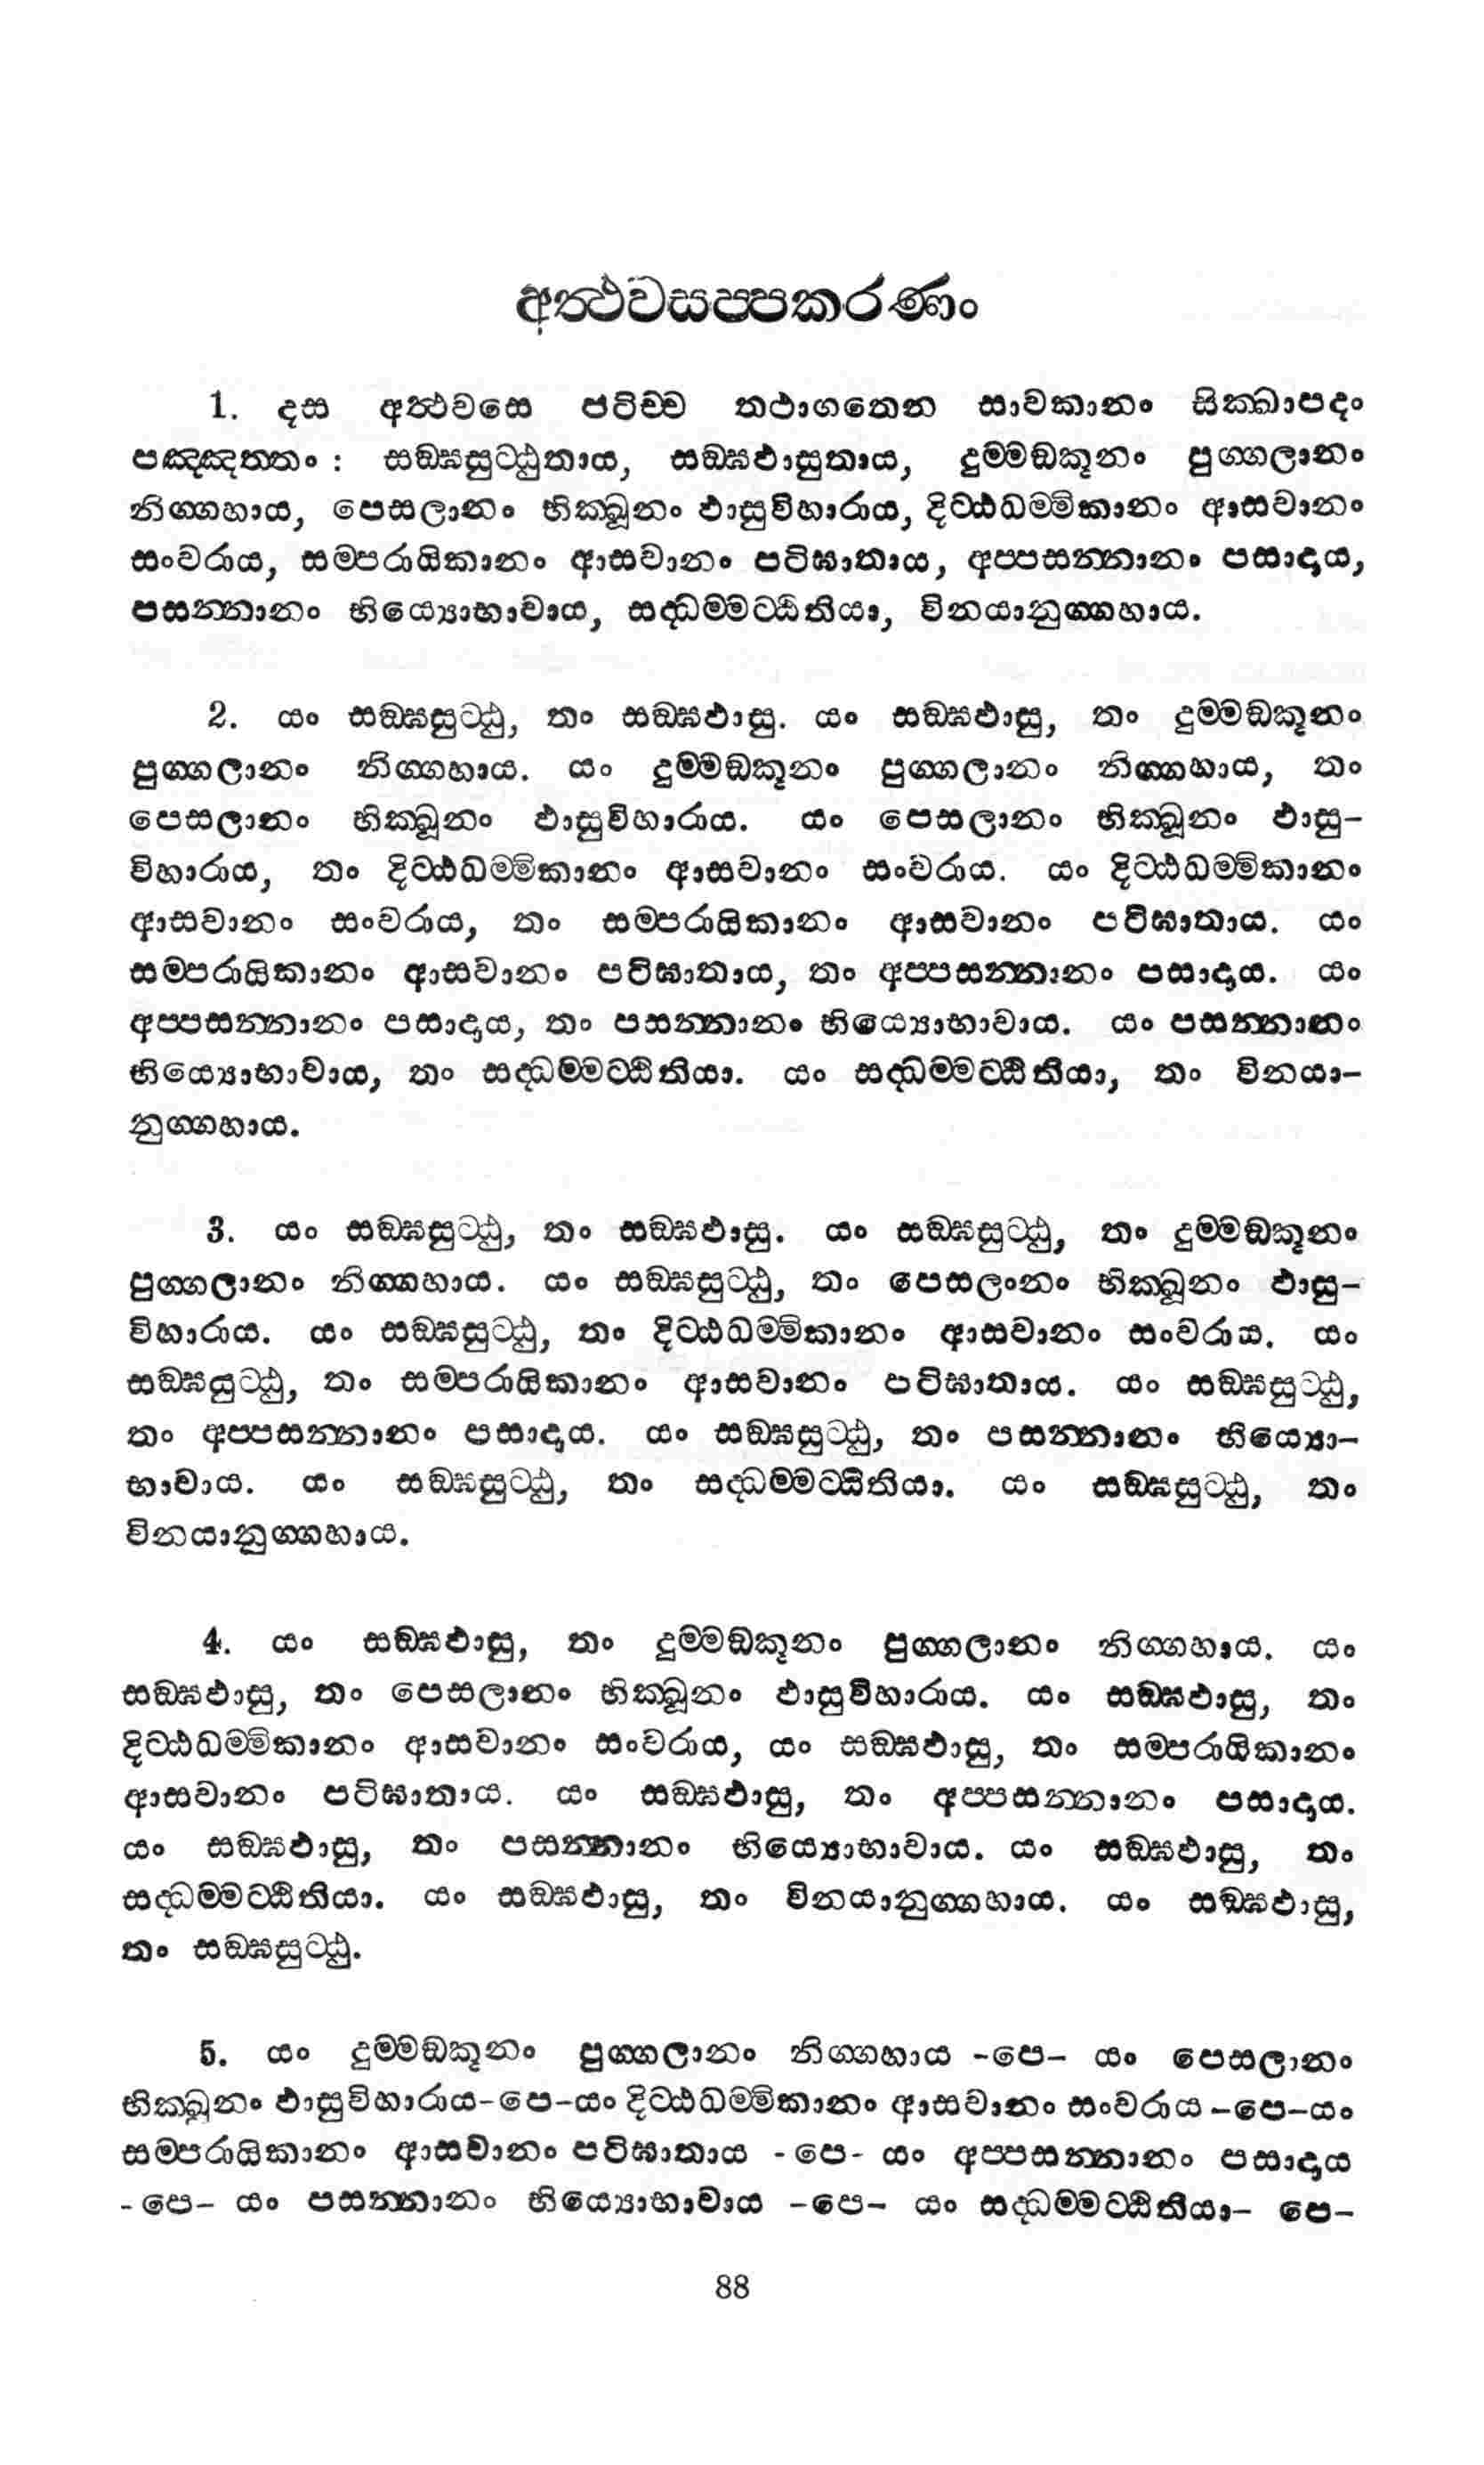 අත්‍ථවසප්පකරණං
1. දස අත්‍ථවසෙ පටිච්ච තථාගතෙන සාවකානං සික්ඛාපදං
පඤ්ඤත්තං : සඞ්ඝසුට්ඨුතාය, සඞ්ඝඵාසුතාය, දුම්මඞ්කූනං පුග්ගලානං
නිග්ගහාය, පෙසලානං භික්ඛූනං ඵාසුවිහාරාය, දිට්ඨධම්මිකානං ආසවානං
සංවරාය, සම්පරායිකානං ආසවානං පටිඝාතාය, අප්පසන්නානං පසාදාය,
පසන්නානං භිය්‍යොභාවාය, සද්ධම්මට්ඨිතියා, විනයානුග්ගහාය.
2. යං සඞ්ඝසුට්ඨු, තං සඞ්ඝඵාසු. යං සඞ්ඝඵාසු, තං දුම්මඞ්කූනං
පුග්ගලානං නිග්ගහාය. යං දුම්මඞ්කූනං පුග්ගලානං නිග්ගහාය, තං
පෙසලානං භික්ඛූනං ඵාසුවිහාරාය. යං පෙසලානං භික්ඛූනං ඵාසු-
විහාරාය, තං දිට්ඨධම්මිකානං ආසවානං සංවරාය. යං දිට්ඨධම්මිකානං
ආසවානං සංවරාය, තං සම්පරායිකානං ආසවානං පටිඝාතාය. යං
සම්පරායිකානං ආසවානං පටිඝාතාය, තං අප්පසන්නානං පසාදාය. යං
අප්පසන්නානං පසාදාය, තං පසන්නානං භිය්‍යොභාවාය. යං පසන්නානං
භිය්‍යොභාවාය, තං සද්ධම්මට්ඨිතියා. යං සද්ධම්මට්ඨිතියා, තං විනයා-
නුග්ගහාය.
3. යං සඞ්ඝසුට්ඨු, තං සඞ්ඝඵාසු. යං සඞ්ඝසුට්ඨු, තං දුම්මඞ්කූනං
පුග්ගලානං නිග්ගහාය. යං සඞ්ඝසුට්ඨු, තං පෙසලංනං භික්ඛූනං ඵාසු-
විහාරාය. යං සඞ්ඝසුට්ඨු, තං දිට්ඨධම්මිකානං ආසවානං සංවරාය. යං
සඞ්ඝසුට්ඨු, තං සම්පරායිකානං ආසවානං පටිඝාතාය. යං සඞ්ඝසුට්ඨු,
තං අප්පසන්නානං පසාදාය. යං සඞ්ඝසුට්ඨු, තං පසන්නානං භිය්‍යො-
භාවාය. යං සඞ්ඝසුට්ඨු, තං සද්ධම්මට්ඨිතියා. යං සඞ්ඝසුට්ඨු, තං
විනයානුග්ගහාය.
4. යං සඞ්ඝඵාසු, තං දුම්මඞ්කූනං පුග්ගලානං නිග්ගහාය. යං
සඞ්ඝඵාසු, තං පෙසලානං භික්ඛූනං ඵාසුවිහාරාය. යං සඞ්ඝඵාසු, තං
දිට්ඨධම්මිකානං ආසවානං සංවරාය, යං සඞ්ඝඵාසු, තං සම්පරායිකානං
ආසවානං පටිඝාතාය. යං සඞ්ඝඵාසු, තං අප්පසන්නානං පසාදාය.
යං සඞ්ඝඵාසු, තං පසන්නානං භිය්‍යොභාවාය. යං සඞ්ඝඵාසු, තං
සද්ධම්මට්ඨිතියා. යං සඞ්ඝඵාසු, තං විනයානුග්ගහාය. යං සඞ්ඝඵාසු,
තං සඞ්ඝසුට්ඨු.
5. යං දුම්මඞ්කූනං පුග්ගලානං නිග්ගහාය -පෙ- යං පෙසලානං
භික්ඛූනං ඵාසුවිහාරාය-පෙ-යං දිට්ඨධම්මිකානං ආසවානං සංවරාය -පෙ-යං
සම්පරායිකානං ආසවානං පටිඝාතාය -පෙ- යං අප්පසන්නානං පසාදාය
-පෙ- යං පසන්නානං භිය්‍යොභාවාය -පෙ- යං සද්ධම්මට්ඨිතියා- පෙ-
88